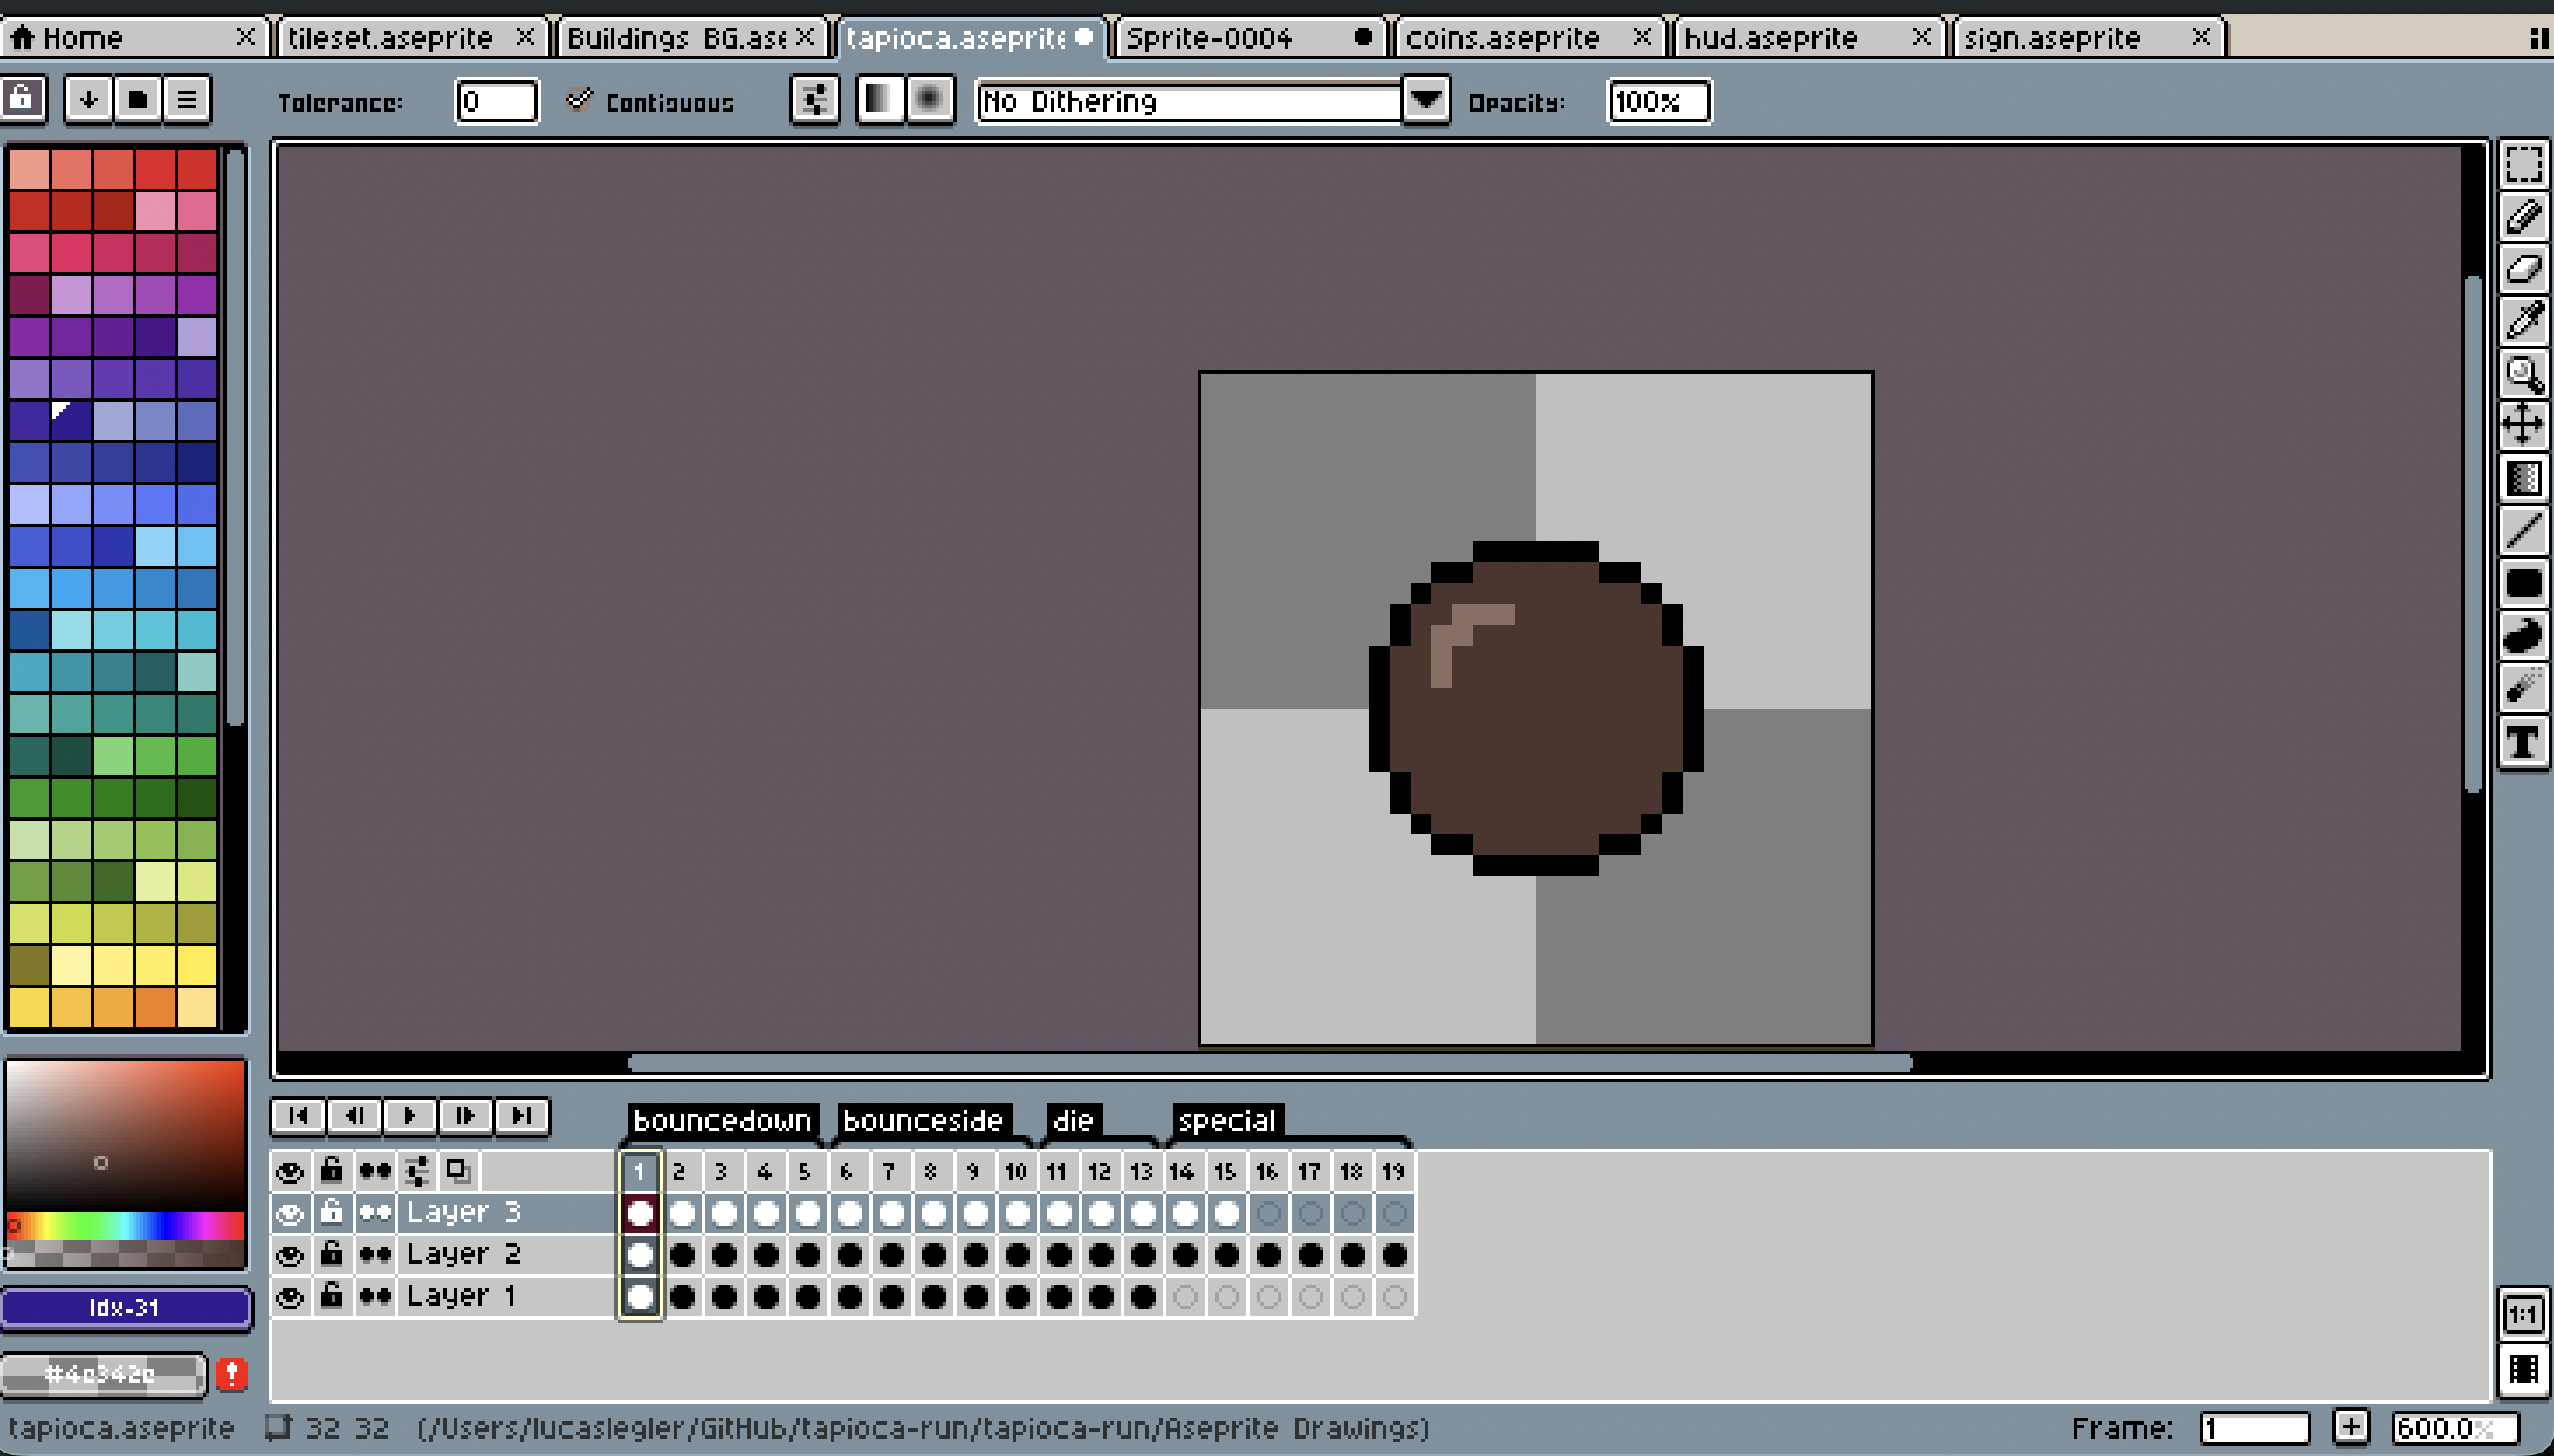 Home tileset.aseprite Buildings BG.ase tapioca.aseprite Sprite-0004 coins.aseprite hud.aseprite sign.aseprite
Tolerance: 0 Contiguous No Dithering Opacity: 100%
T
bouncedown bounceside die special
1 2 3 4 5 6 7 8 9 10 11 12 13 14 15 16 17 18 19
Layer 3
Layer 2
Layer 1
Idx-31
1:1
#4e342e
tapioca.aseprite 32 32 (/Users/lucaslegler/GitHub/tapioca-run/tapioca-run/Aseprite Drawings) Frame: 1 + 600.0%